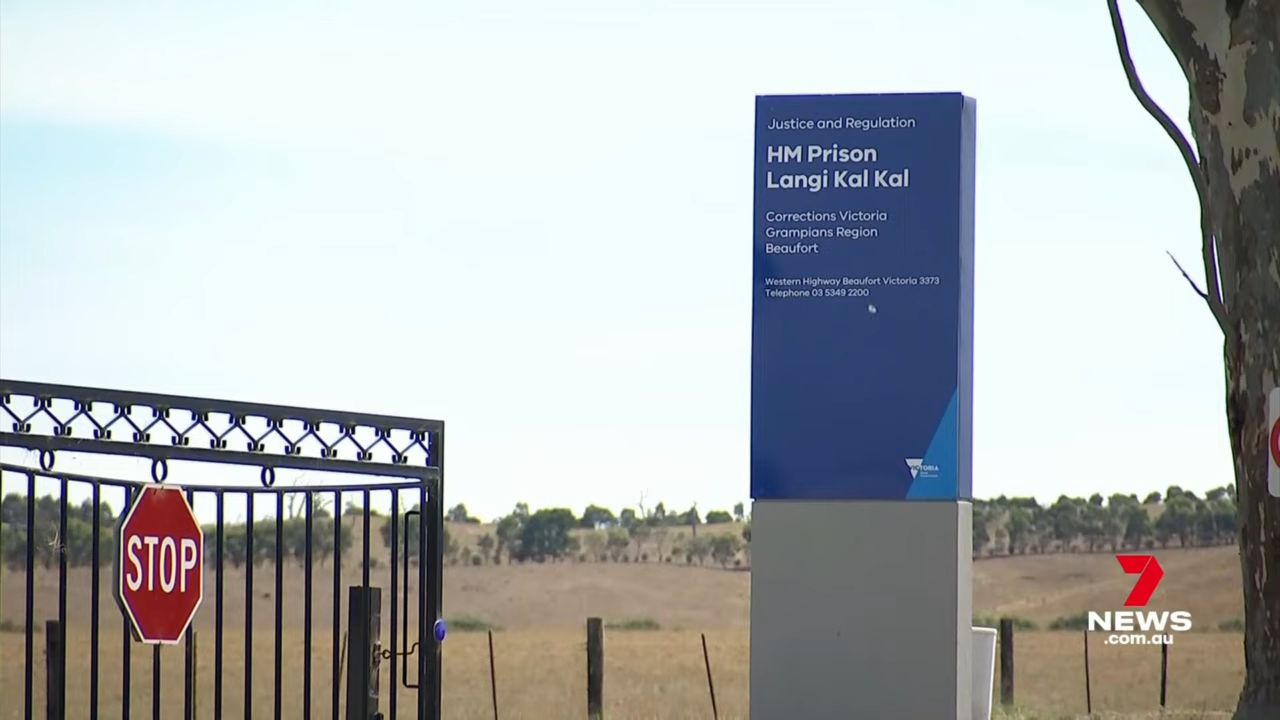 Justice and Regulation
HM Prison
Langi Kal Kal
Corrections Victoria
Grampians Region
Beaufort
Western Highway Beaufort Victoria 3373
Telephone 03 5349 2200
VICTORIA
STOP
7
NEWS
.com.au